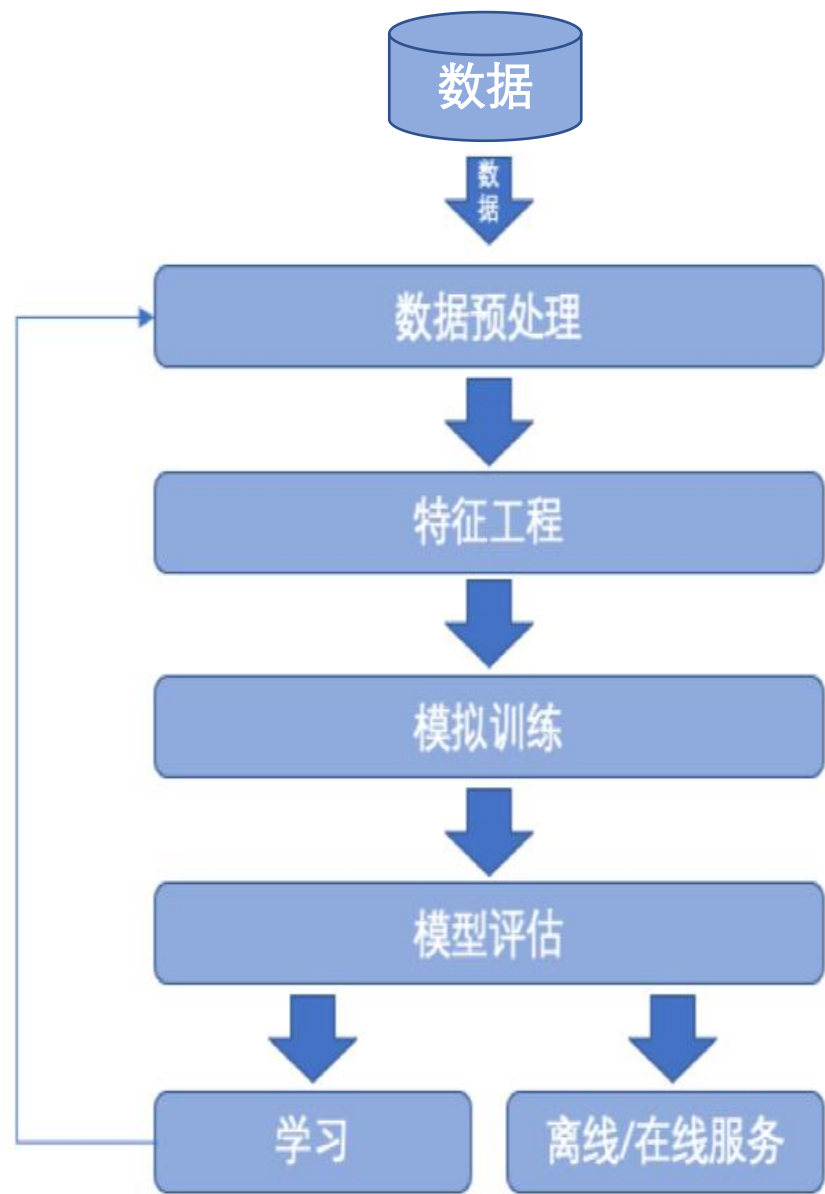 数据
数
据
数据预处理
特征工程
模拟训练
模型评估
学习
离线/在线服务